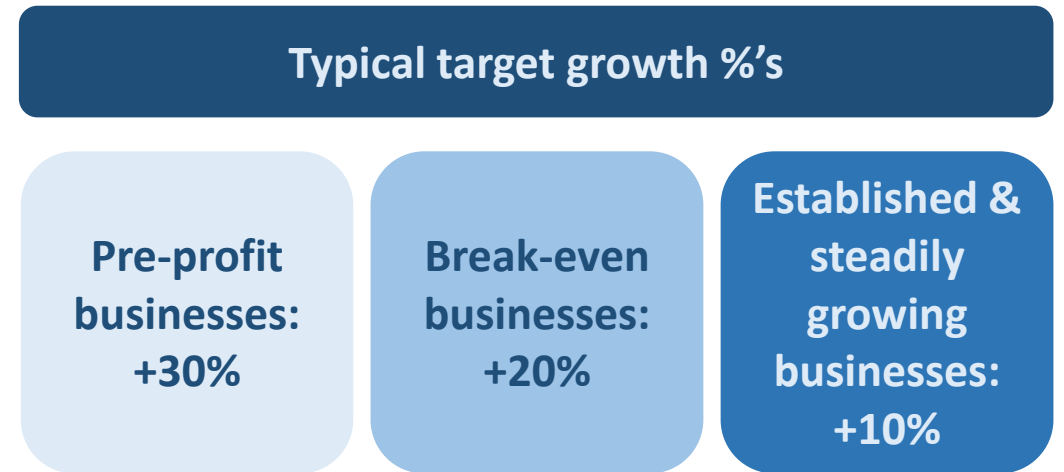 Typical target growth %’s
Pre-profit
businesses:
+30%
Break-even
businesses:
+20%
Established &
steadily
growing
businesses:
+10%